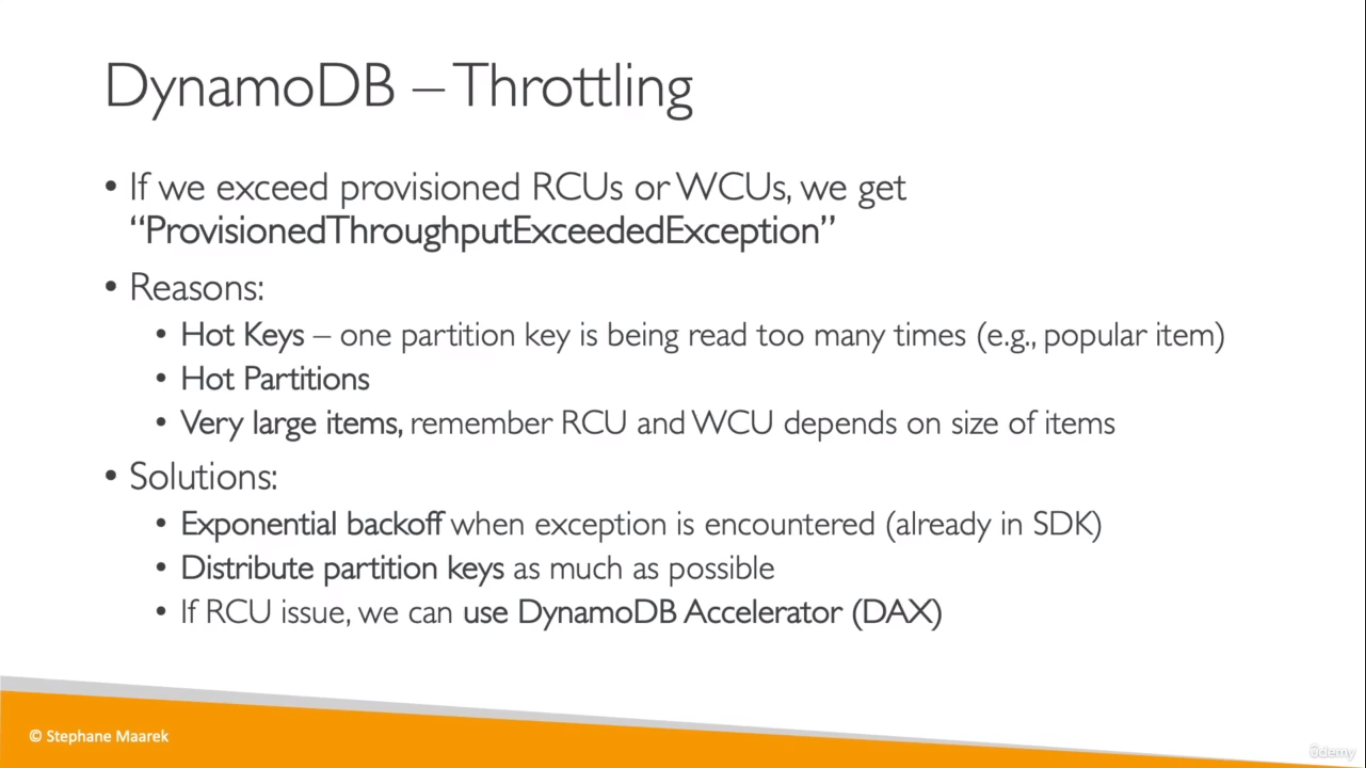 DynamoDB – Throttling
• If we exceed provisioned RCUs or WCUs, we get
“ProvisionedThroughputExceededException”
• Reasons:
• Hot Keys – one partition key is being read too many times (e.g., popular item)
• Hot Partitions
• Very large items, remember RCU and WCU depends on size of items
• Solutions:
• Exponential backoff when exception is encountered (already in SDK)
• Distribute partition keys as much as possible
• If RCU issue, we can use DynamoDB Accelerator (DAX)
© Stephane Maarek
ûdemy